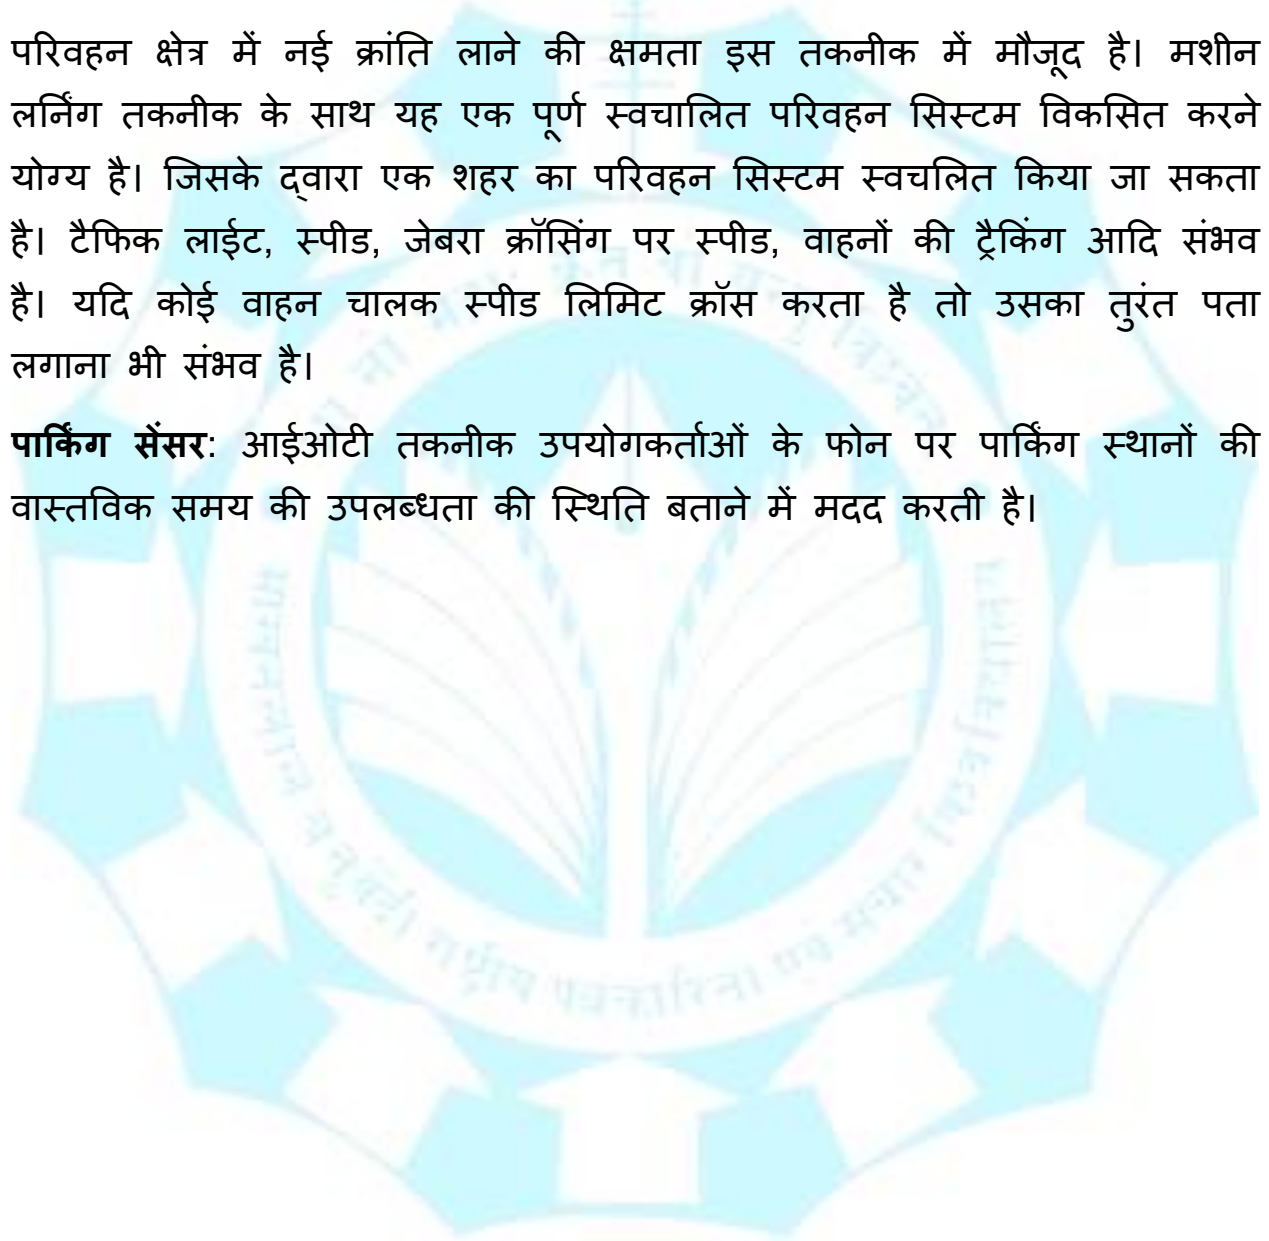 परिवहन क्षेत्र में नई क्रांति लाने की क्षमता इस तकनीक में मौजूद है। मशीन
लर्निंग तकनीक के साथ यह एक पूर्ण स्वचालित परिवहन सिस्टम विकसित करने
योग्य है। जिसके द्वारा एक शहर का परिवहन सिस्टम स्वचलित किया जा सकता
है। टैफिक लाईट, स्पीड, जेबरा क्रॉसिंग पर स्पीड, वाहनों की ट्रैकिंग आदि संभव
है। यदि कोई वाहन चालक स्पीड लिमिट क्रॉस करता है तो उसका तुरंत पता
लगाना भी संभव है।
पार्किंग सेंसर: आईओटी तकनीक उपयोगकर्ताओं के फोन पर पार्किंग स्थानों की
वास्तविक समय की उपलब्धता की स्थिति बताने में मदद करती है।